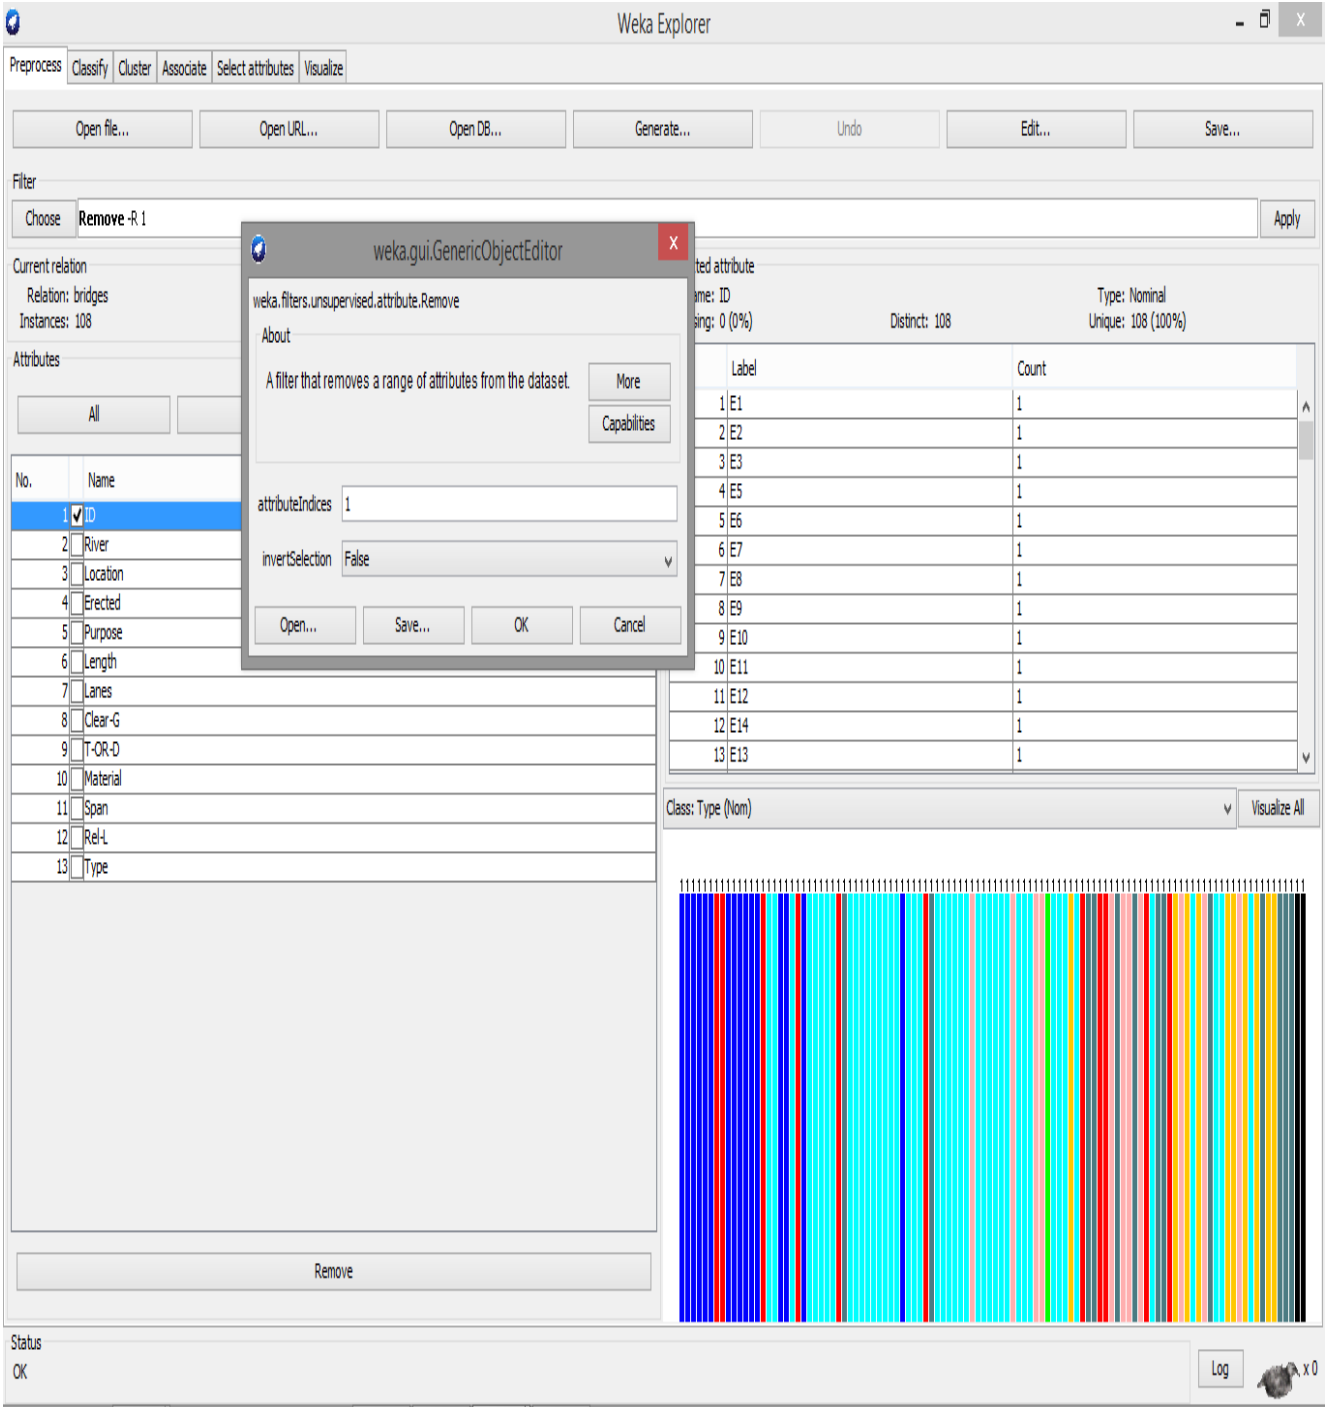 Weka Explorer
Preprocess Classify Cluster Associate Select attributes Visualize
Open file... Open URL... Open DB... Generate... Undo Edit... Save...
Filter
Choose Remove -R 1 Apply
weka.gui.GenericObjectEditor X
weka.filters.unsupervised.attribute.Remove
About
A filter that removes a range of attributes from the dataset.
More
Capabilities
attributeIndices 1
invertSelection False
Open... Save... OK Cancel
Current relation
Relation: bridges
Instances: 108
Attributes
All
No. Name
1 ID
2 River
3 Location
4 Erected
5 Purpose
6 Length
7 Lanes
8 Clear-G
9 T-OR-D
10 Material
11 Span
12 Rel-L
13 Type
Remove
attribute
ID Type: Nominal
0 (0%) Distinct: 108 Unique: 108 (100%)
Label Count
1 E1 1
2 E2 1
3 E3 1
4 E5 1
5 E6 1
6 E7 1
7 E8 1
8 E9 1
9 E10 1
10 E11 1
11 E12 1
12 E14 1
13 E13 1
Class: Type (Nom) Visualize All
Status
OK
Log x 0